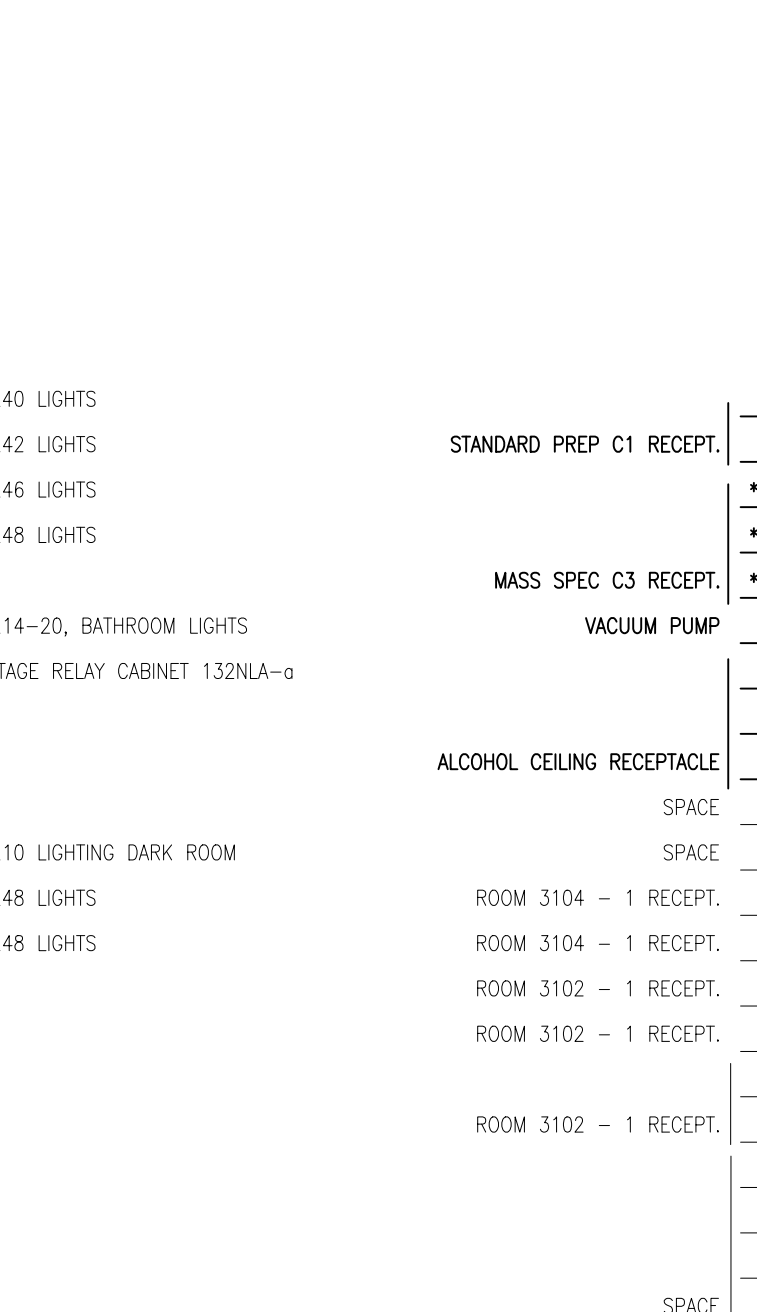 40 LIGHTS
42 LIGHTS
STANDARD PREP C1 RECEPT.
46 LIGHTS
*
48 LIGHTS
*
MASS SPEC C3 RECEPT.
*
14-20, BATHROOM LIGHTS
VACUUM PUMP
TAGE RELAY CABINET 132NLA-a
ALCOHOL CEILING RECEPTACLE
SPACE
10 LIGHTING DARK ROOM
SPACE
48 LIGHTS
ROOM 3104 - 1 RECEPT.
48 LIGHTS
ROOM 3104 - 1 RECEPT.
ROOM 3102 - 1 RECEPT.
ROOM 3102 - 1 RECEPT.
ROOM 3102 - 1 RECEPT.
SPACE